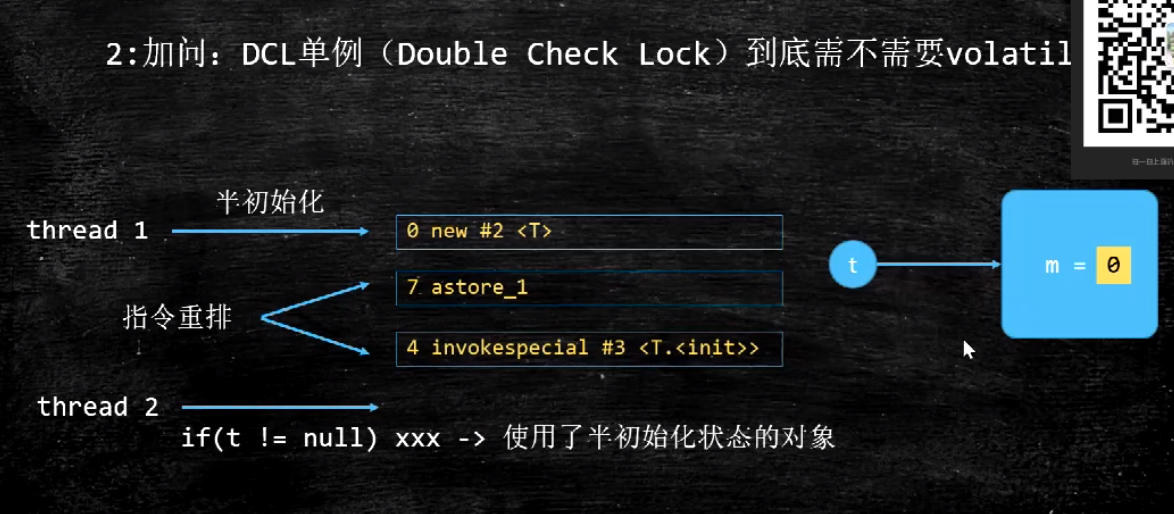 2:加问：DCL单例（Double Check Lock）到底需不需要volatil
半初始化
thread 1
0 new #2 <T>
t
m = 0
7 astore_1
指令重排
4 invokespecial #3 <T.<init>>
thread 2
if(t != null) xxx -> 使用了半初始化状态的对象